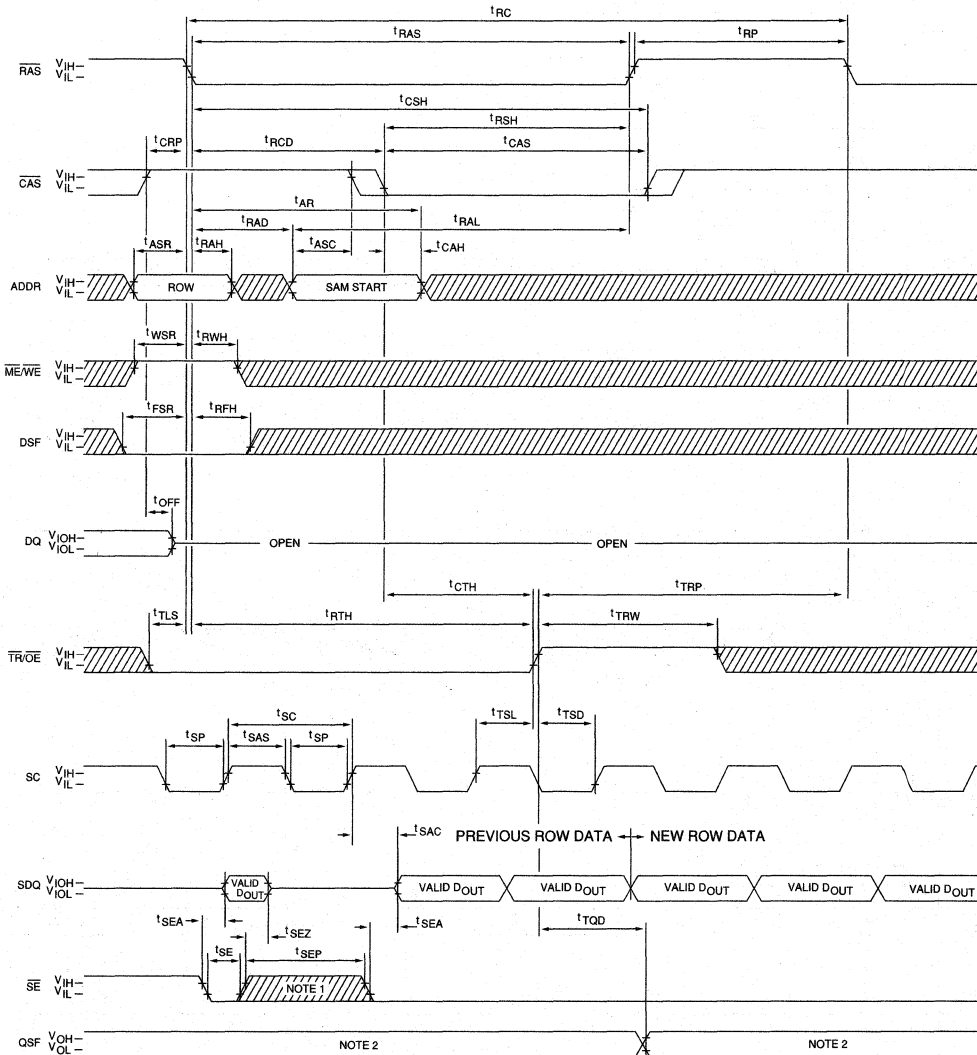 tRC
tRAS
tRP
RAS VIH VIL
tCSH
tRSH
tCRP
tRCD
tCAS
CAS VIH VIL
tAR
tRAD
tRAL
tASR
tRAH
tASC
tCAH
ADDR VIH VIL
ROW
SAM START
tWSR
tRWH
ME/WE VIH VIL
tFSR
tRFH
DSF VIH VIL
tOFF
DQ VIOH VIOL
OPEN
OPEN
tCTH
tTRP
tTLS
tRTH
tTRW
TR/OE VIH VIL
tSC
tTSL
tTSD
tSP
tSAS
tSP
SC VIH VIL
tSAC
PREVIOUS ROW DATA
NEW ROW DATA
SDQ VIOH VIOL
VALID DOUT
VALID DOUT
VALID DOUT
VALID DOUT
VALID DOUT
VALID DOUT
tSEA
tSEZ
tSEA
tTQD
tSE
tSEP
SE VIH VIL
NOTE 1
QSF VOH VOL
NOTE 2
NOTE 2